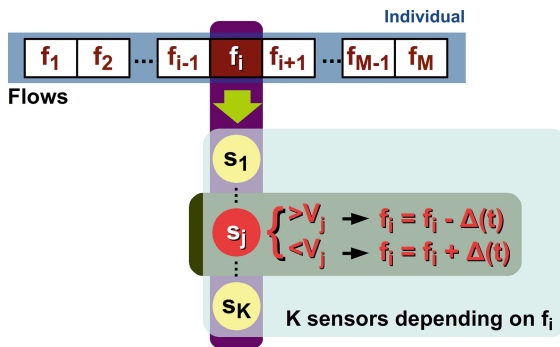 Individual
f1 f2 ... fi-1 fi fi+1 ... fM-1 fM
Flows
s1
sj
{ >Vj → fi = fi - Δ(t)
<Vj → fi = fi + Δ(t)
sK
K sensors depending on fi